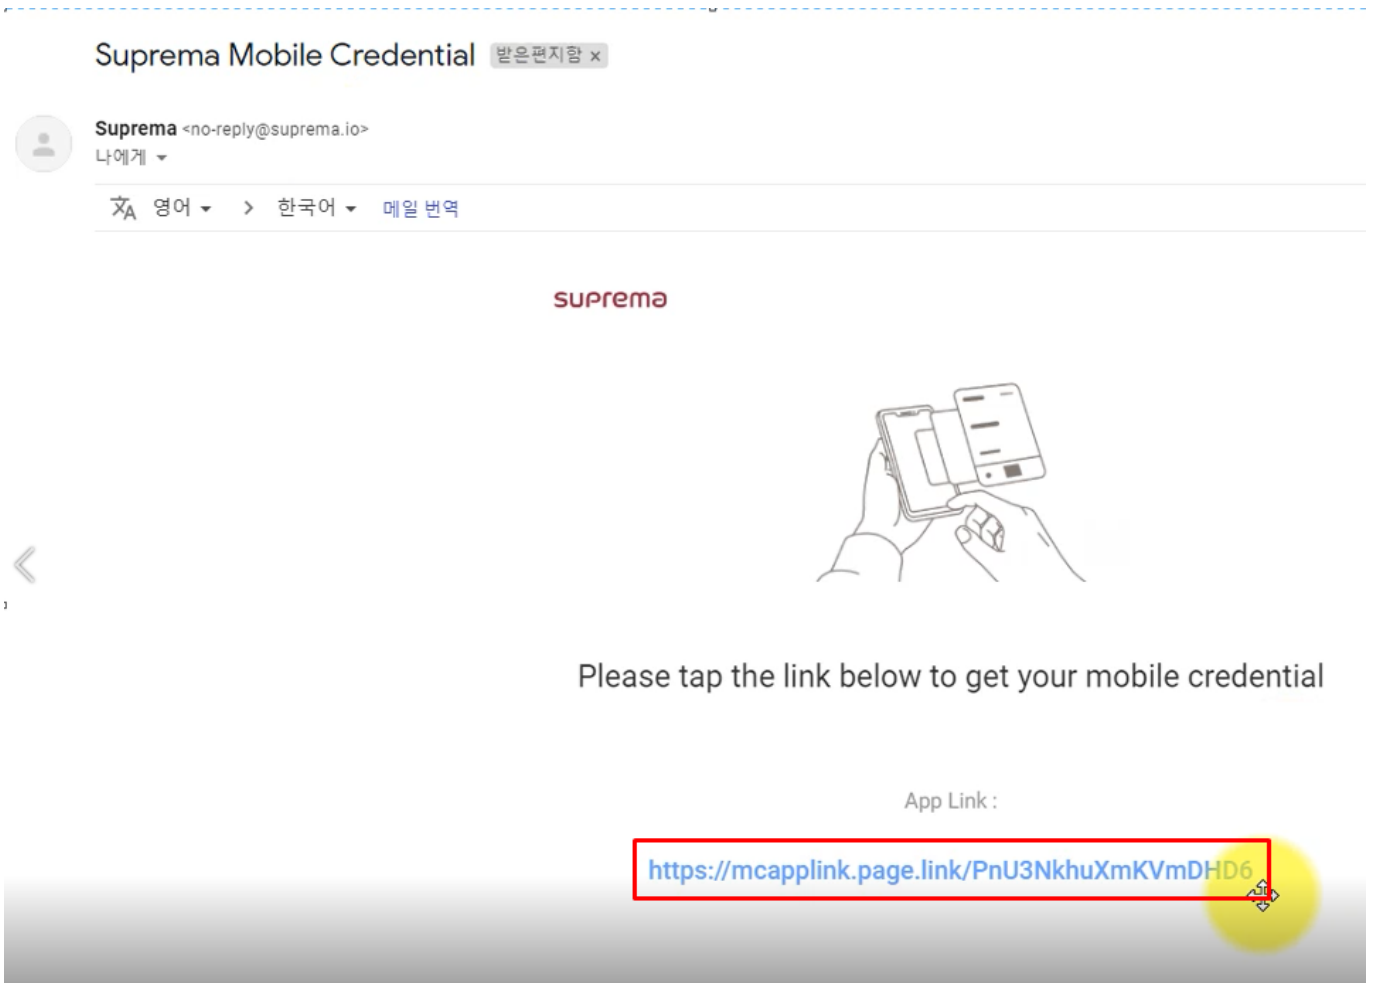 Suprema Mobile Credential 받은편지함 x
Suprema <no-reply@suprema.io>
나에게
영어 > 한국어 메일 번역
suprema
Please tap the link below to get your mobile credential
App Link :
https://mcapplink.page.link/PnU3NkhuXmKVmDHD6